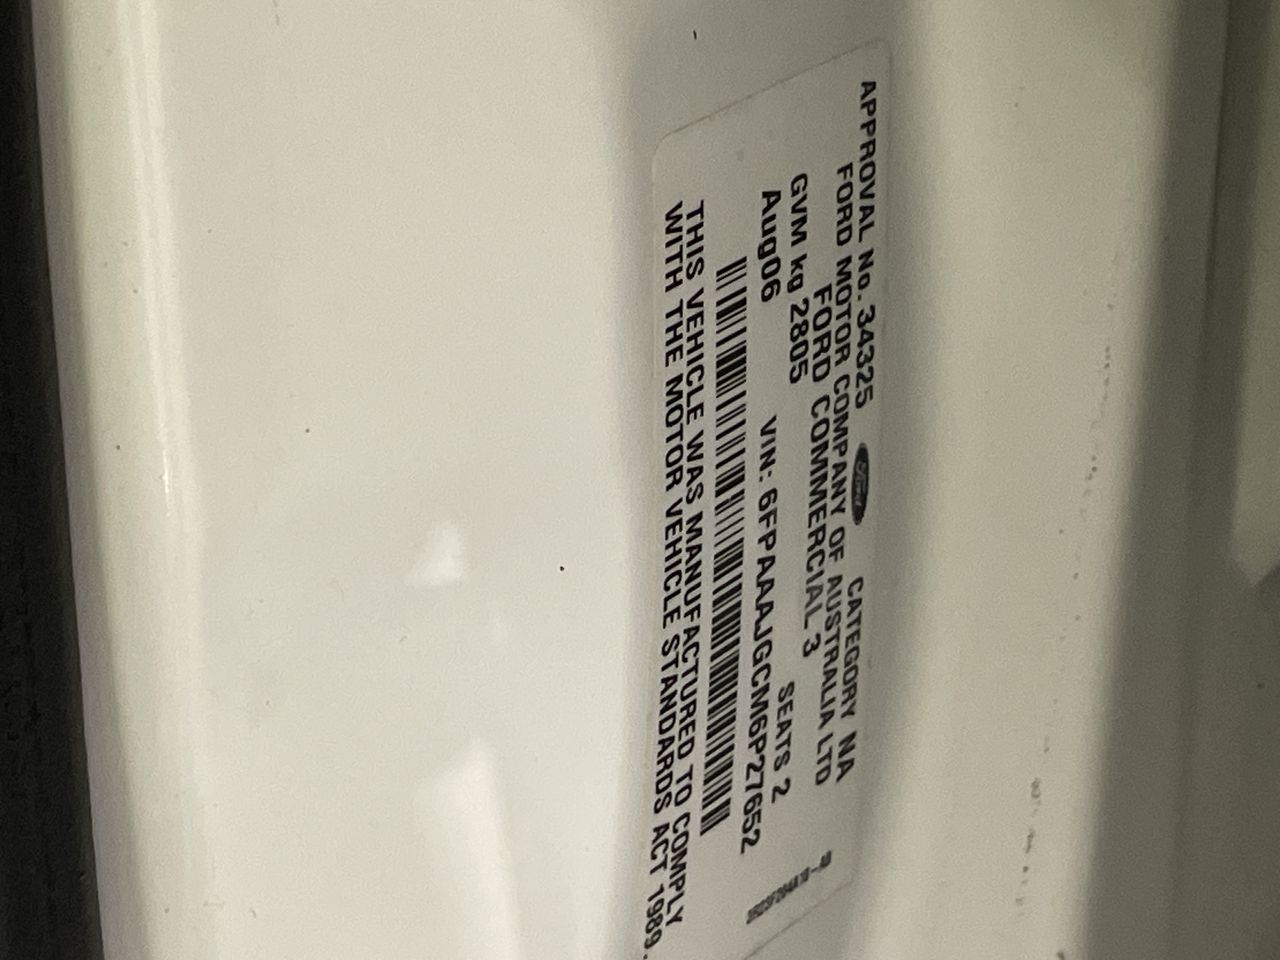 APPROVAL No. 34325 Ford CATEGORY NA
FORD MOTOR COMPANY OF AUSTRALIA LTD
FORD COMMERCIAL 3
GVM kg 2805 SEATS 2
Aug06 VIN: 6FPAAAJGCM6P27652
THIS VEHICLE WAS MANUFACTURED TO COMPLY
WITH THE MOTOR VEHICLE STANDARDS ACT 1989.